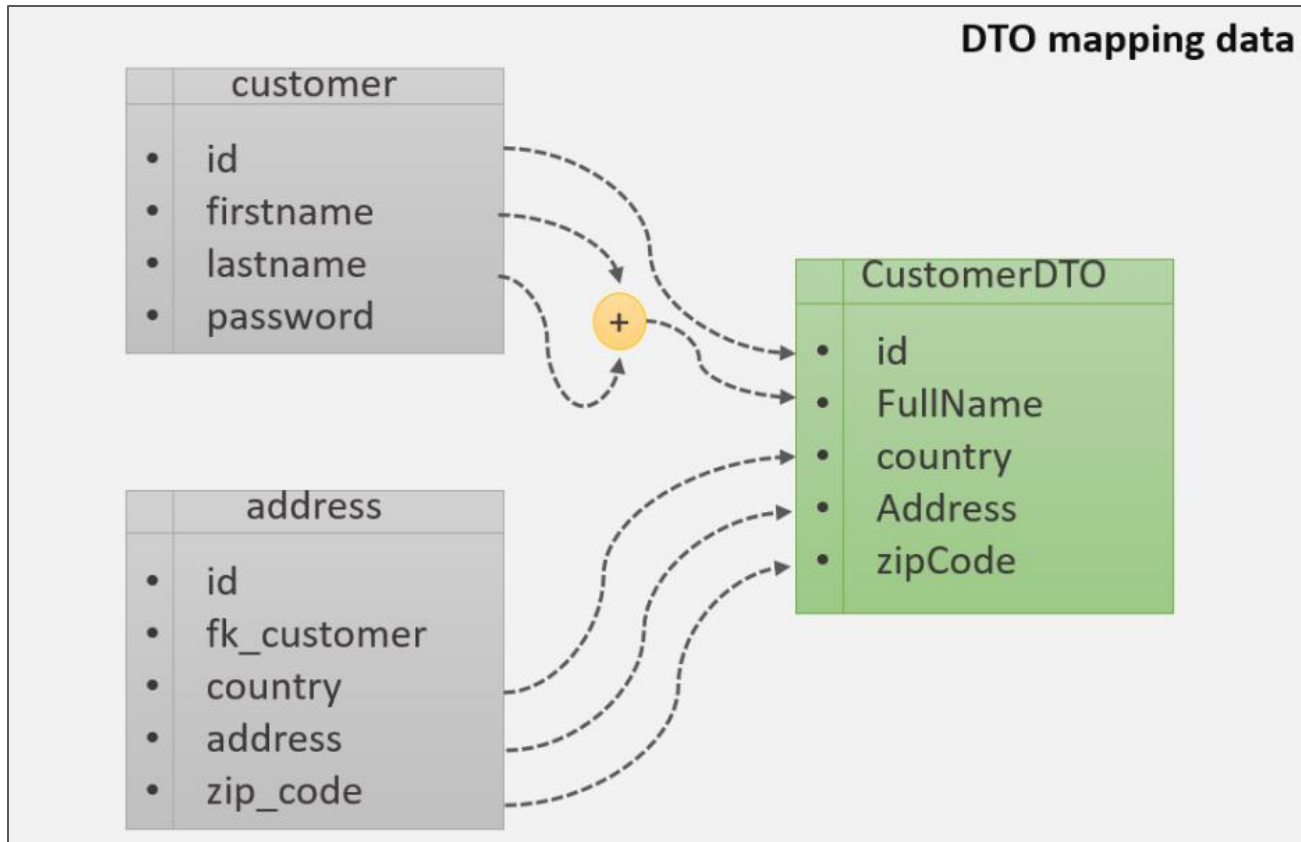 DTO mapping data
customer
• id
• firstname
• lastname
• password
+
CustomerDTO
• id
• FullName
• country
• Address
• zipCode
address
• id
• fk_customer
• country
• address
• zip_code